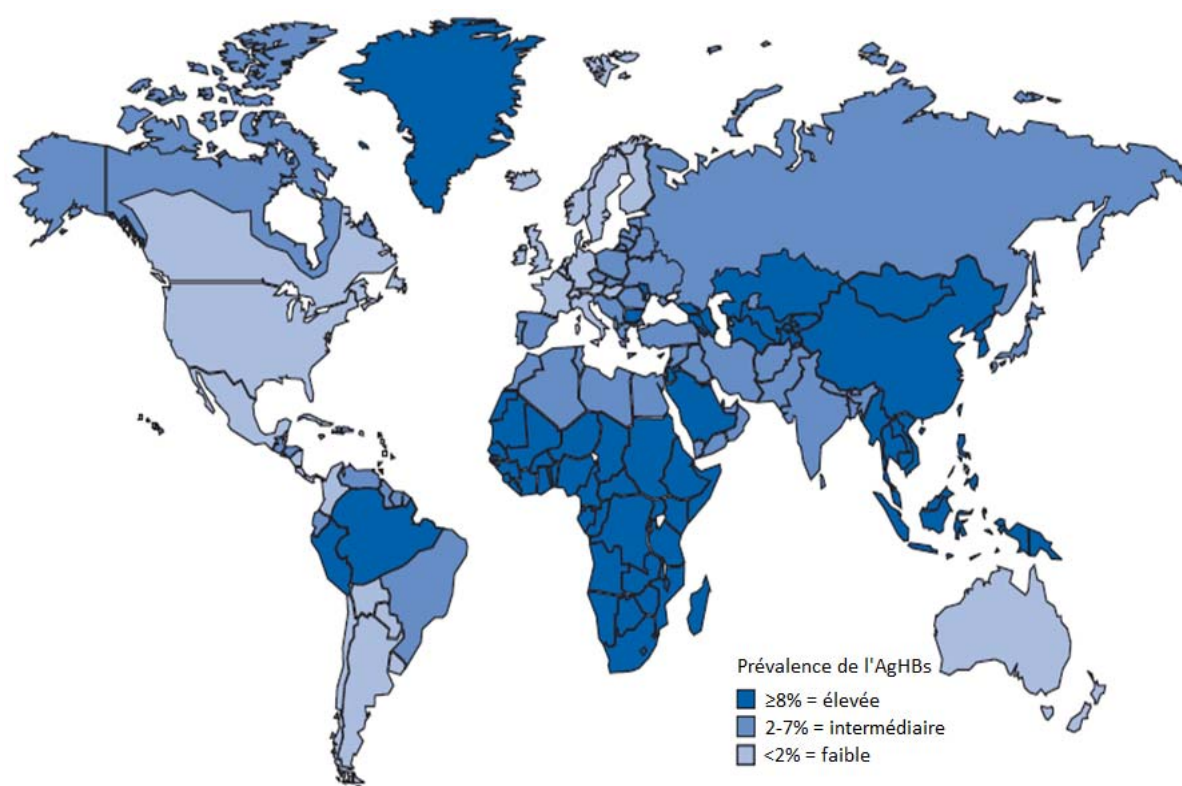 Prévalence de l'AgHBs
≥8% = élevée
2-7% = intermédiaire
<2% = faible